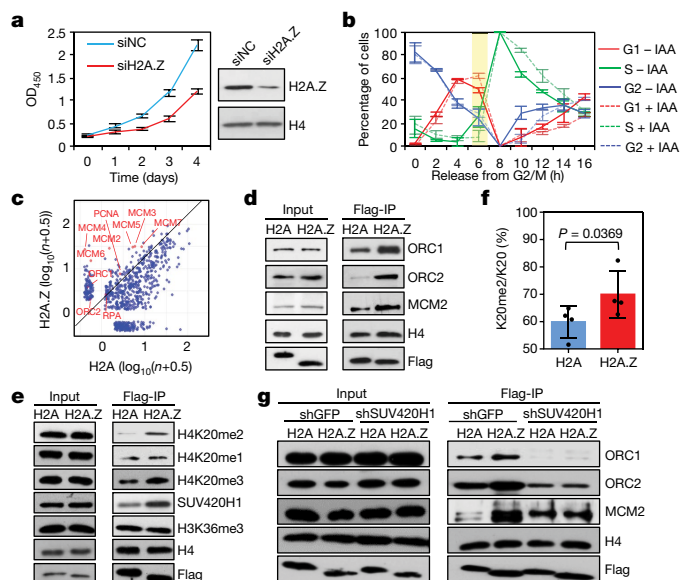 a
siNC
siH2A.Z
OD450
2.5
2
1.5
1
0.5
0
0 1 2 3 4
Time (days)
siNC siH2A.Z
H2A.Z
H4
b
Percentage of cells
100
80
60
40
20
0
0 2 4 6 8 10 12 14 16
Release from G2/M (h)
G1 – IAA
S – IAA
G2 – IAA
G1 + IAA
S + IAA
G2 + IAA
c
H2A.Z (log10(n+0.5))
2
1
0
PCNA MCM3
MCM4 MCM5 MCM7
MCM2
MCM6
ORC1
ORC2 RPA
0 1 2
H2A (log10(n+0.5))
d
Input Flag-IP
H2A H2A.Z H2A H2A.Z
ORC1
ORC2
MCM2
H4
Flag
f
K20me2/K20 (%)
100
90
80
70
60
50
P = 0.0369
H2A H2A.Z
e
Input Flag-IP
H2A H2A.Z H2A H2A.Z
H4K20me2
H4K20me1
H4K20me3
SUV420H1
H3K36me3
H4
Flag
g
Input Flag-IP
shGFP shSUV420H1 shGFP shSUV420H1
H2A H2A.Z H2A H2A.Z H2A H2A.Z H2A H2A.Z
ORC1
ORC2
MCM2
H4
Flag